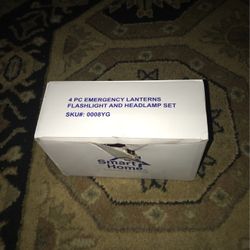 4 PC EMERGENCY LANTERNS
FLASHLIGHT AND HEADLAMP SET
SKU#: 0008YG
Smart
Home